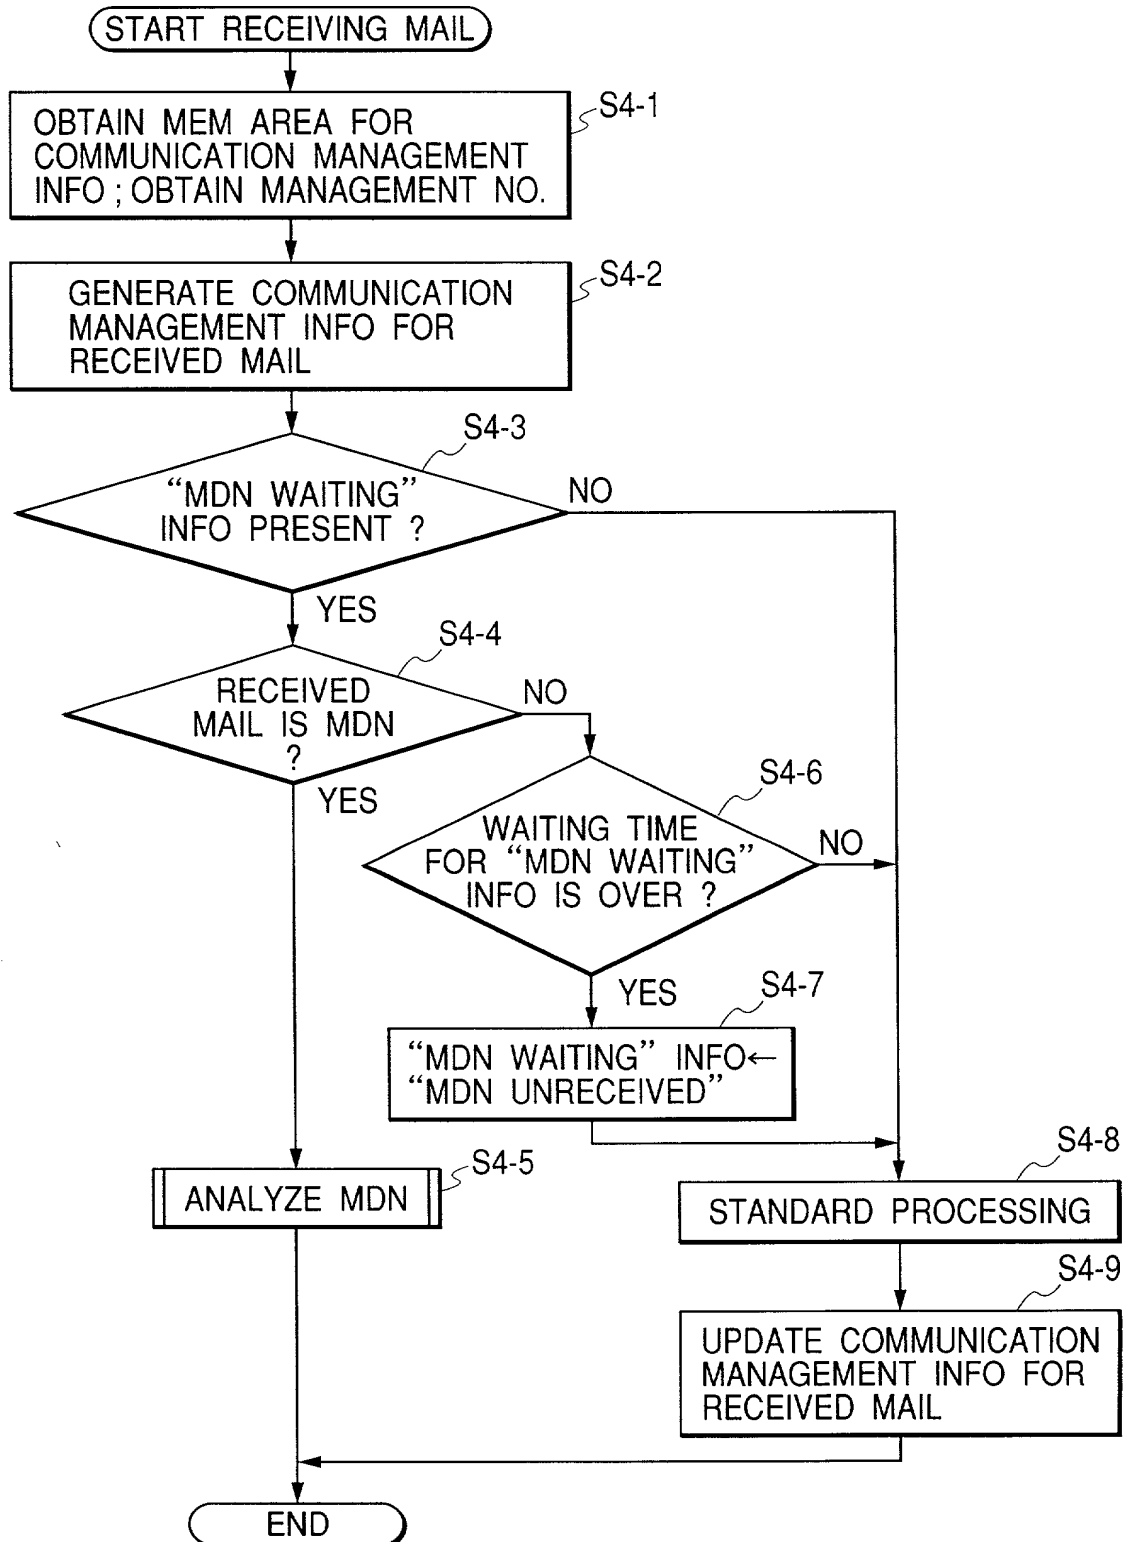 START RECEIVING MAIL
S4-1
OBTAIN MEM AREA FOR
COMMUNICATION MANAGEMENT
INFO ; OBTAIN MANAGEMENT NO.
S4-2
GENERATE COMMUNICATION
MANAGEMENT INFO FOR
RECEIVED MAIL
S4-3
“MDN WAITING”
INFO PRESENT ?
NO
YES
S4-4
RECEIVED
MAIL IS MDN
?
NO
YES
S4-6
WAITING TIME
FOR “MDN WAITING”
INFO IS OVER ?
NO
YES
S4-7
“MDN WAITING” INFO←
“MDN UNRECEIVED”
S4-5
ANALYZE MDN
S4-8
STANDARD PROCESSING
S4-9
UPDATE COMMUNICATION
MANAGEMENT INFO FOR
RECEIVED MAIL
END